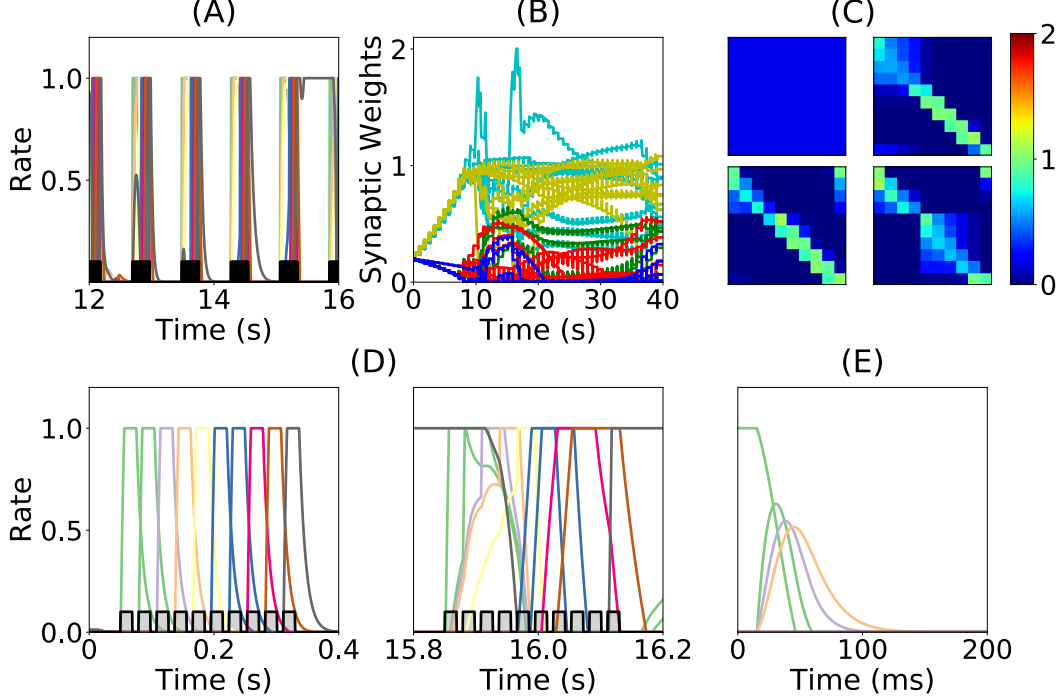 (A) (B) (C)
Rate
1.0
0.5
12 14 16
Time (s)
Synaptic Weights
2
1
0
0 10 20 30 40
Time (s)
2
1
0
(D) (E)
Rate
1.0
0.5
0.0
0 0.2 0.4
Time (s)
15.8 16.0 16.2
Time (s)
0 100 200
Time (ms)